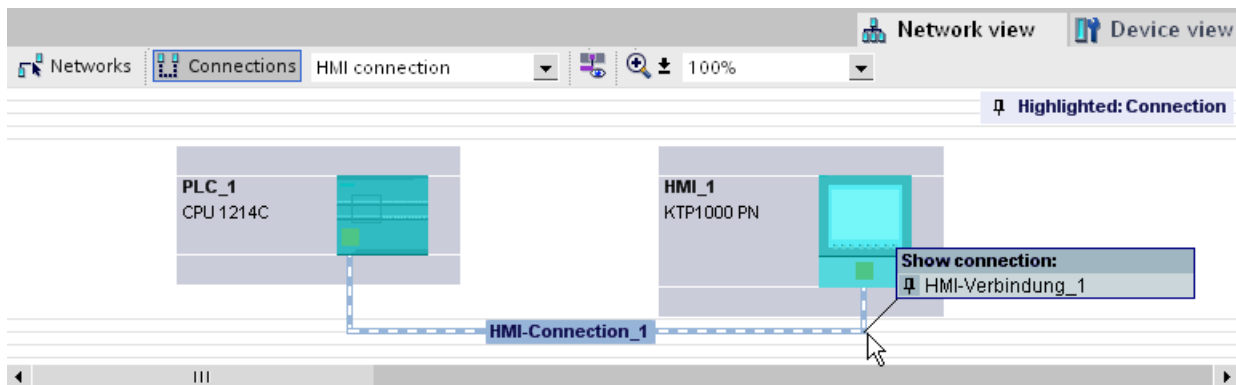 Network view
Device view
Networks
Connections
HMI connection
100%
Highlighted: Connection
PLC_1
CPU 1214C
HMI_1
KTP1000 PN
Show connection:
HMI-Verbindung_1
HMI-Connection_1